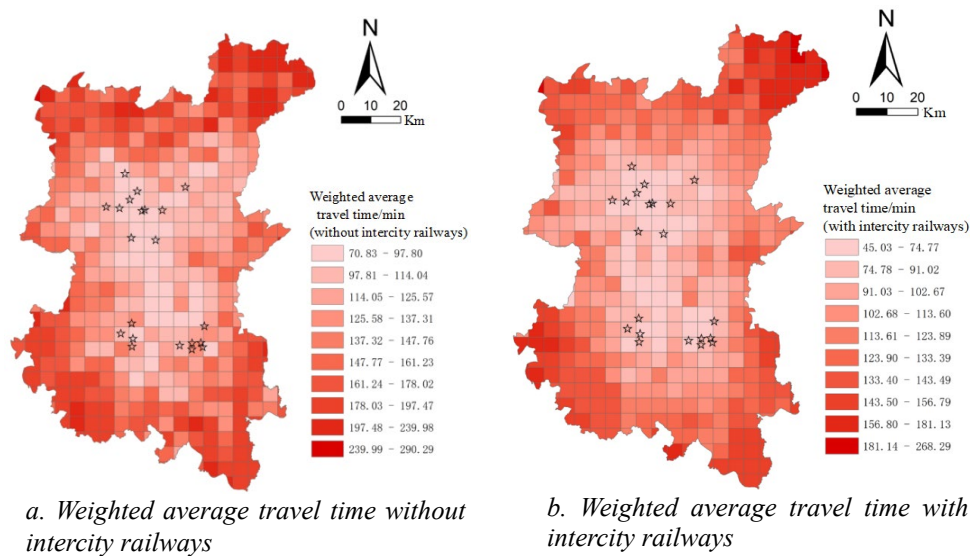 N
0 10 20
Km
Weighted average
travel time/min
(without intercity railways)
70.83 - 97.80
97.81 - 114.04
114.05 - 125.57
125.58 - 137.31
137.32 - 147.76
147.77 - 161.23
161.24 - 178.02
178.03 - 197.47
197.48 - 239.98
239.99 - 290.29
a. Weighted average travel time without
intercity railways
N
0 10 20
Km
Weighted average
travel time/min
(with intercity railways)
45.03 - 74.77
74.78 - 91.02
91.03 - 102.67
102.68 - 113.60
113.61 - 123.89
123.90 - 133.39
133.40 - 143.49
143.50 - 156.79
156.80 - 181.13
181.14 - 268.29
b. Weighted average travel time with
intercity railways